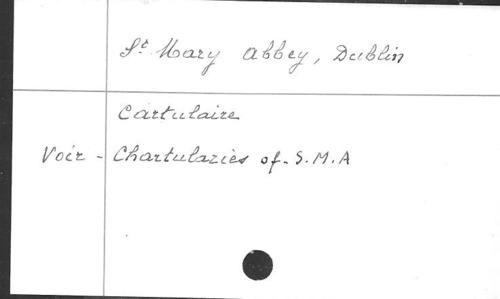 St Mary Abbey, Dublin
Cartulaire
Voir - Chartularies of - S.M.A